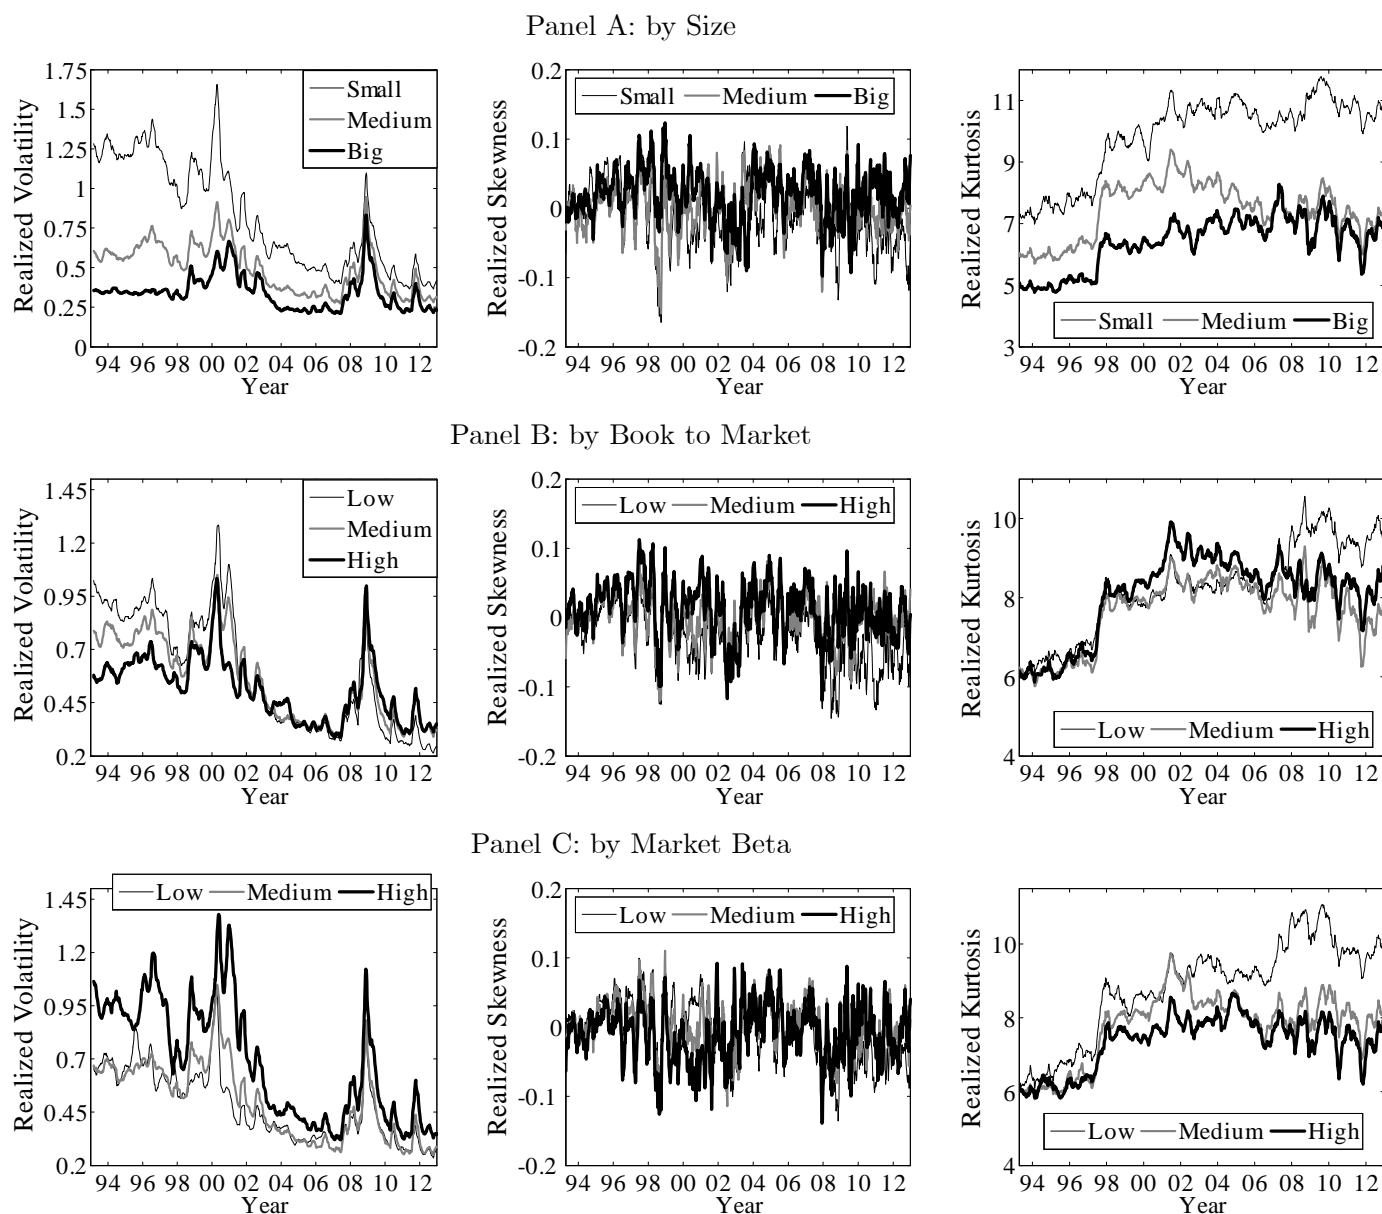 Panel A: by Size
Realized Volatility
1.75
1.5
1.25
1
0.75
0.5
0.25
0
Small
Medium
Big
94 96 98 00 02 04 06 08 10 12
Year
Realized Skewness
0.2
0.1
0
-0.1
-0.2
Small Medium Big
94 96 98 00 02 04 06 08 10 12
Year
Realized Kurtosis
11
9
7
5
3
Small Medium Big
94 96 98 00 02 04 06 08 10 12
Year
Panel B: by Book to Market
Realized Volatility
1.45
1.2
0.95
0.7
0.45
0.2
Low
Medium
High
94 96 98 00 02 04 06 08 10 12
Year
Realized Skewness
0.2
0.1
0
-0.1
-0.2
Low Medium High
94 96 98 00 02 04 06 08 10 12
Year
Realized Kurtosis
10
8
6
4
Low Medium High
94 96 98 00 02 04 06 08 10 12
Year
Panel C: by Market Beta
Realized Volatility
1.45
1.2
0.95
0.7
0.45
0.2
Low Medium High
94 96 98 00 02 04 06 08 10 12
Year
Realized Skewness
0.2
0.1
0
-0.1
-0.2
Low Medium High
94 96 98 00 02 04 06 08 10 12
Year
Realized Kurtosis
10
8
6
4
Low Medium High
94 96 98 00 02 04 06 08 10 12
Year